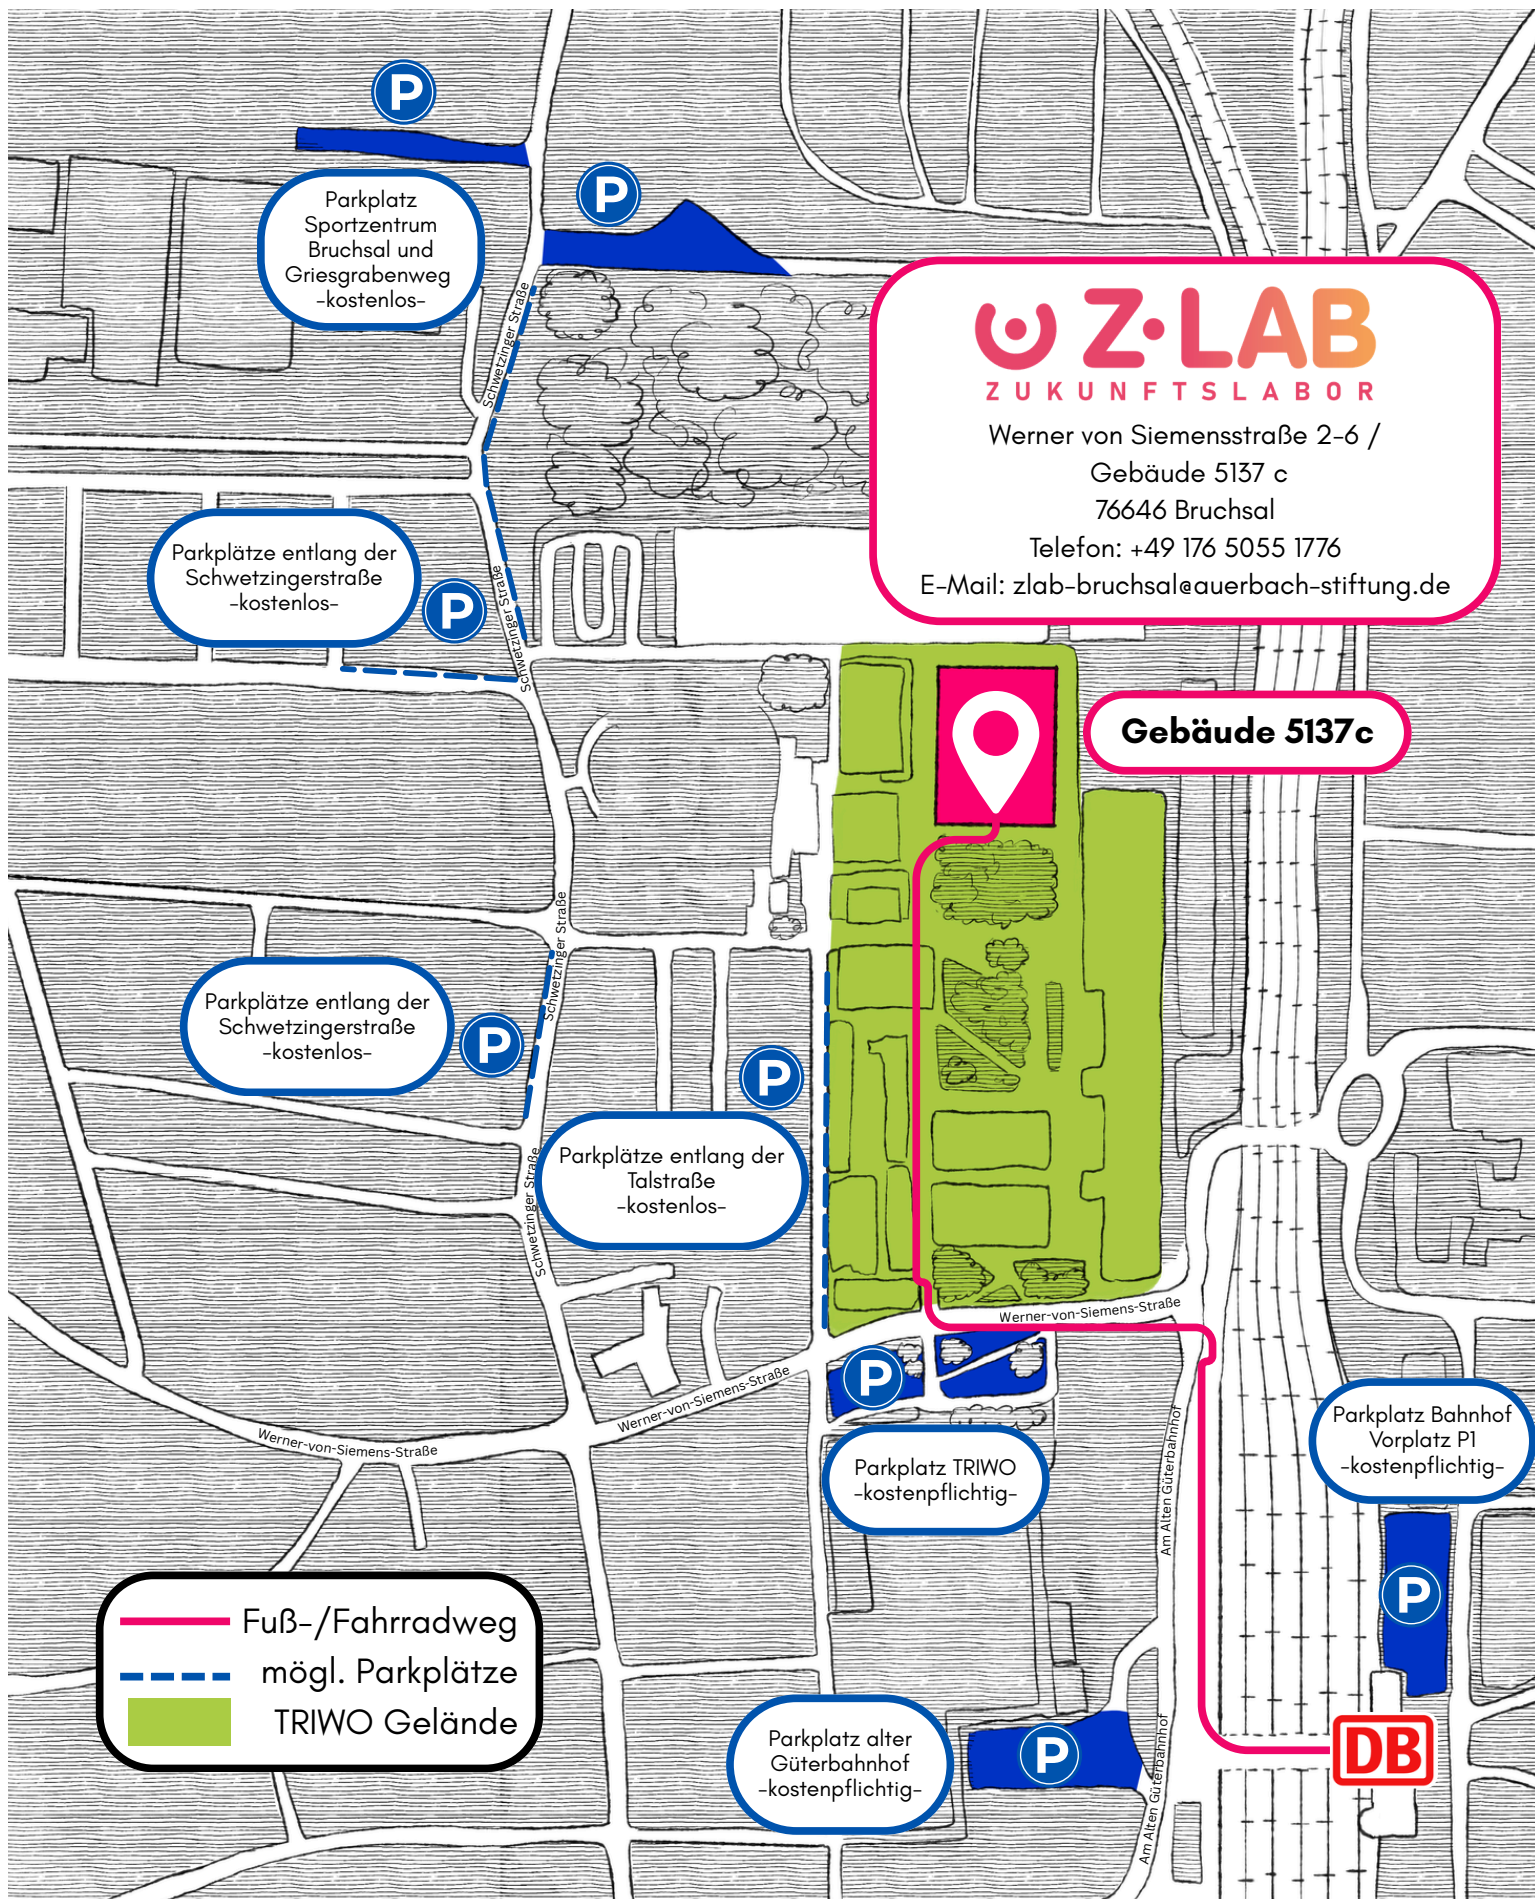 P
P
Parkplatz
Sportzentrum
Bruchsal und
Griesgrabenweg
-kostenlos-
Schwetzinger Straße
Z·LAB
ZUKUNFTSLABOR
Werner von Siemensstraße 2-6 /
Gebäude 5137 c
76646 Bruchsal
Telefon: +49 176 5055 1776
E-Mail: zlab-bruchsal@auerbach-stiftung.de
Parkplätze entlang der
Schwetzingerstraße
-kostenlos-
P
Schwetzinger Straße
Gebäude 5137c
Schwetzinger Straße
Parkplätze entlang der
Schwetzingerstraße
-kostenlos-
P
P
Parkplätze entlang der
Talstraße
-kostenlos-
Schwetzinger Straße
Werner-von-Siemens-Straße
Werner-von-Siemens-Straße
Werner-von-Siemens-Straße
P
Parkplatz TRIWO
-kostenpflichtig-
Am Alten Güterbahnhof
Parkplatz Bahnhof
Vorplatz P1
-kostenpflichtig-
P
Fuß-/Fahrradweg
mögl. Parkplätze
TRIWO Gelände
Parkplatz alter
Güterbahnhof
-kostenpflichtig-
P
Am Alten Güterbahnhof
DB